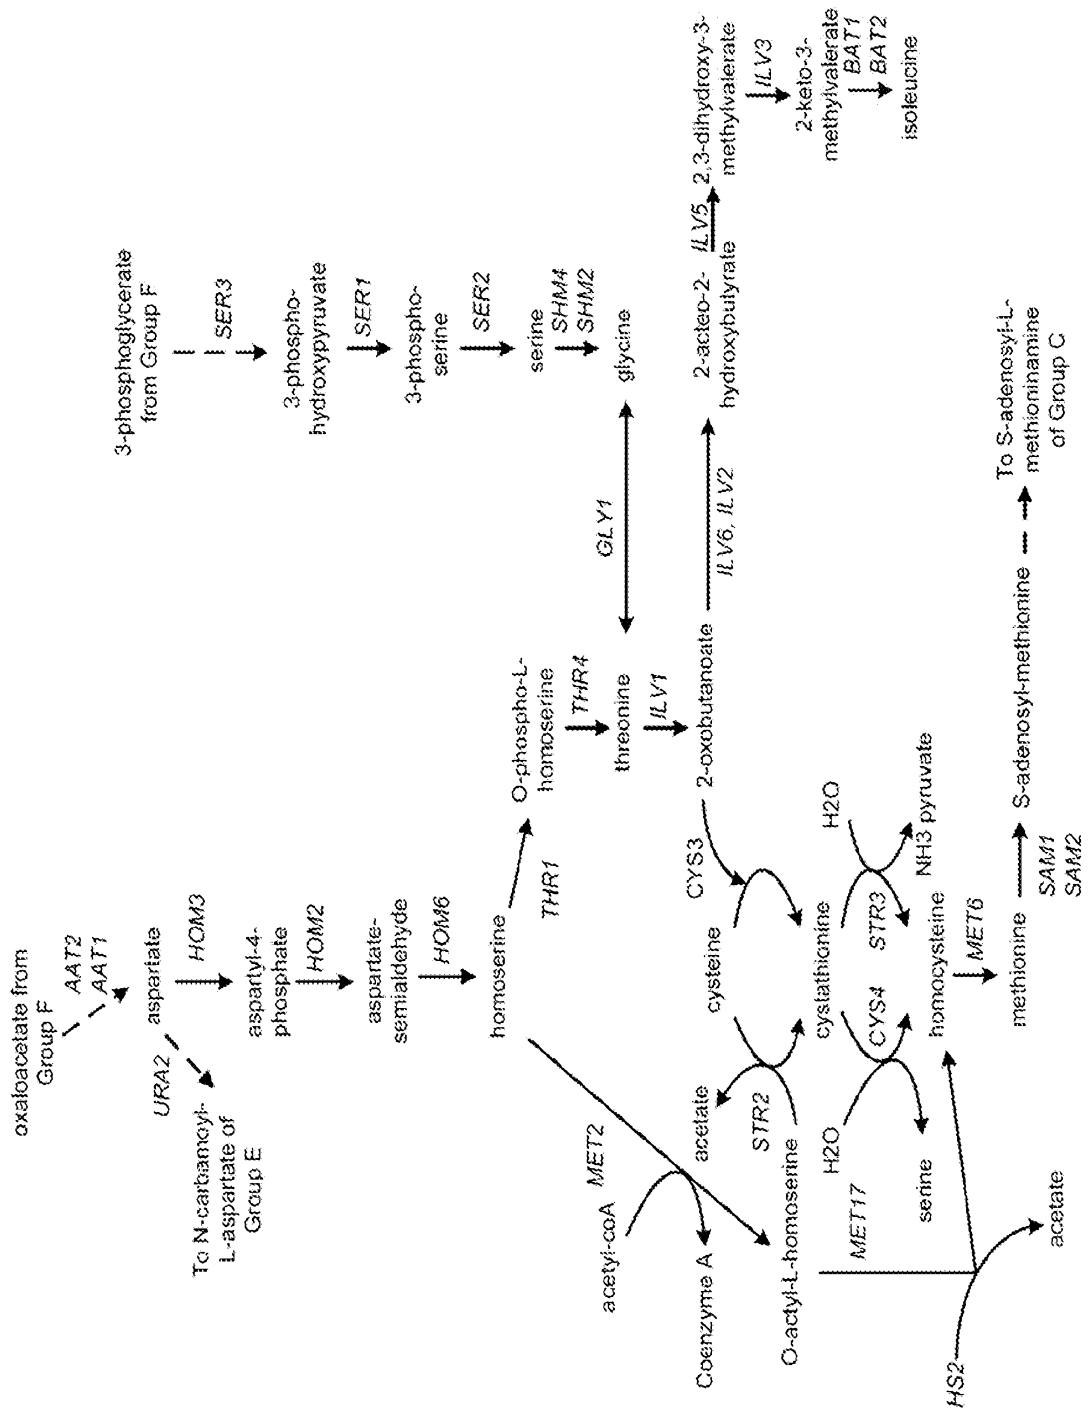 oxaloacetate from
Group F
AAT2
AAT1
aspartate
URA2
To N-carbamoyl-
L-aspartate of
Group E
HOM3
aspartyl-4-
phosphate
HOM2
aspartate-
semialdehyde
HOM6
homoserine
THR1
O-phospho-L-
homoserine
THR4
threonine
ILV1
2-oxobutanoate
GLY1
3-phosphoglycerate
from Group F
SER3
3-phospho-
hydroxypyruvate
SER1
3-phospho-
serine
SER2
serine
SHM4
SHM2
glycine
ILV6, ILV2
2-acteo-2-
hydroxybutyrate
ILV5
2,3-dihydroxy-3-
methylvalerate
ILV3
2-keto-3-
methylvalerate
BAT1
BAT2
isoleucine
MET2
acetyl-coA
Coenzyme A
O-actyl-L-homoserine
acetate
STR2
cysteine
CYS3
cystathionine
H2O
CYS4
serine
STR3
H2O
NH3 pyruvate
homocysteine
MET17
HS2
acetate
MET6
methionine
SAM1
SAM2
S-adenosyl-methionine
To S-adenosyl-L-
methioninamine
of Group C